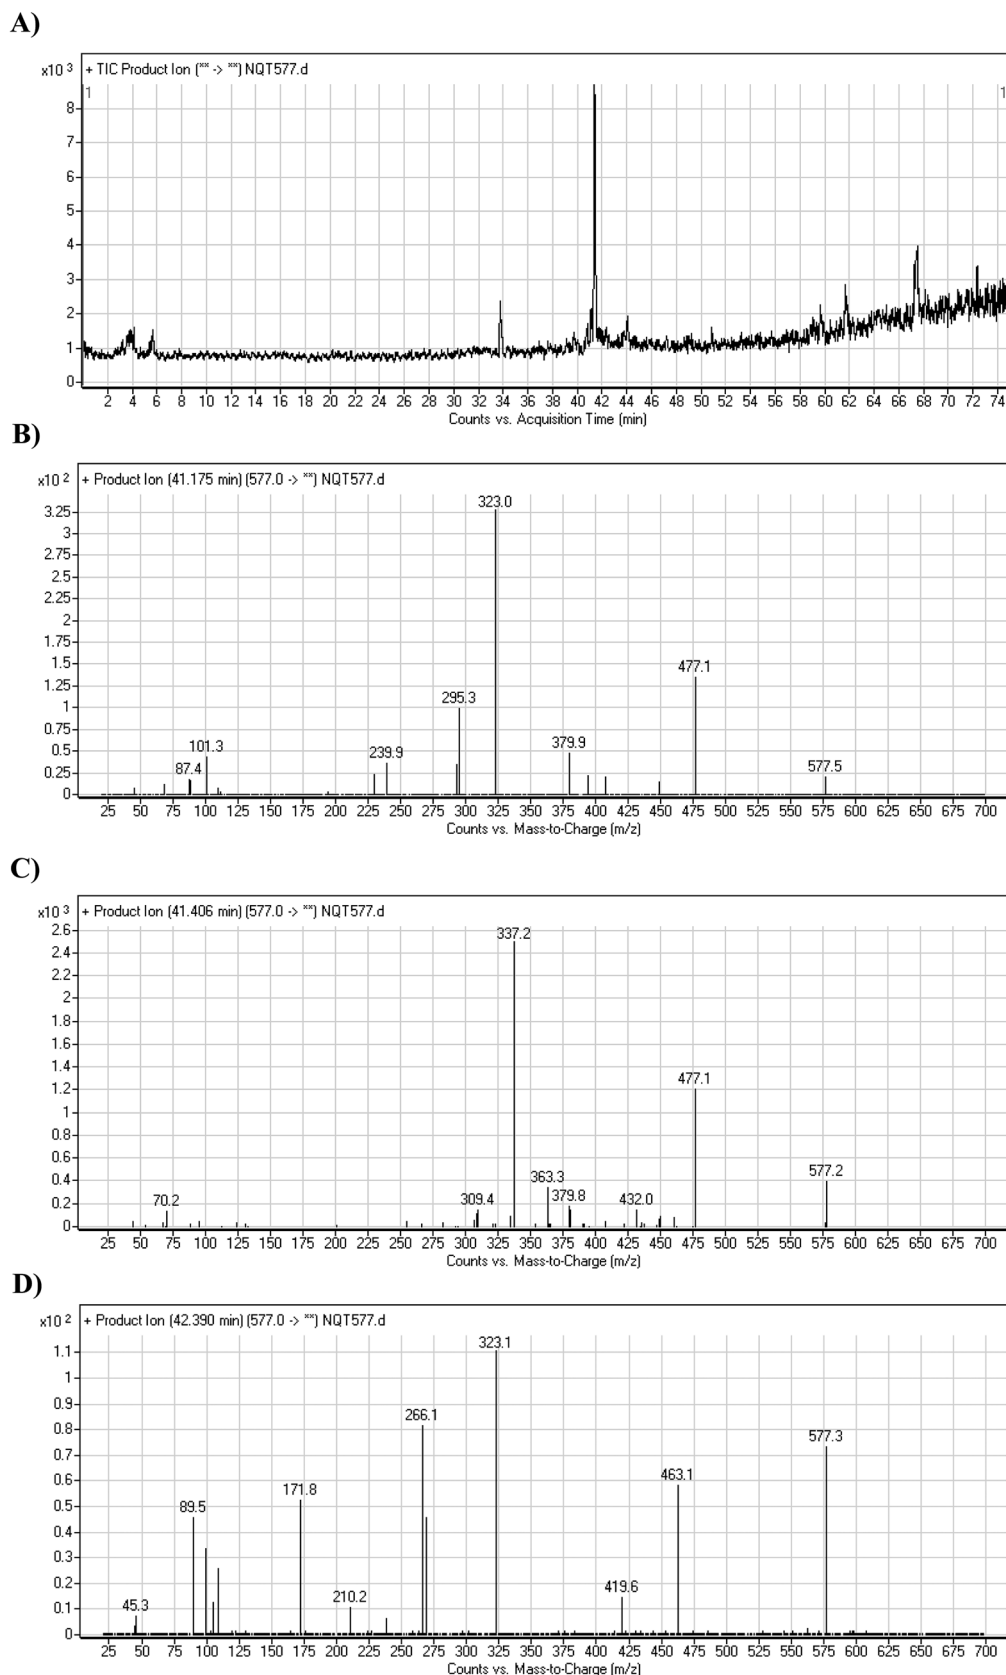 A)
x10 3 + TIC Product Ion (** -> **) NQT577.d
1 1
8
7
6
5
4
3
2
1
0
2 4 6 8 10 12 14 16 18 20 22 24 26 28 30 32 34 36 38 40 42 44 46 48 50 52 54 56 58 60 62 64 66 68 70 72 74
Counts vs. Acquisition Time (min)
B)
x10 2 + Product Ion (41.175 min) (577.0 -> **) NQT577.d
323.0
3.25
3
2.75
2.5
2.25
2
1.75
1.5 477.1
1.25 295.3
1
0.75 101.3 239.9 379.9
0.5 87.4 577.5
0.25
0
25 50 75 100 125 150 175 200 225 250 275 300 325 350 375 400 425 450 475 500 525 550 575 600 625 650 675 700
Counts vs. Mass-to-Charge (m/z)
C)
x10 3 + Product Ion (41.406 min) (577.0 -> **) NQT577.d
2.6 337.2
2.4
2.2
2
1.8
1.6
1.4 477.1
1.2
1
0.8
0.6 363.3 577.2
0.4 70.2 309.4 379.8 432.0
0.2
0
25 50 75 100 125 150 175 200 225 250 275 300 325 350 375 400 425 450 475 500 525 550 575 600 625 650 675 700
Counts vs. Mass-to-Charge (m/z)
D)
x10 2 + Product Ion (42.390 min) (577.0 -> **) NQT577.d
323.1
1.1
1
0.9 266.1
0.8 577.3
0.7
0.6 171.8 463.1
0.5 89.5
0.4
0.3
0.2 45.3 210.2 419.6
0.1
0
25 50 75 100 125 150 175 200 225 250 275 300 325 350 375 400 425 450 475 500 525 550 575 600 625 650 675 700
Counts vs. Mass-to-Charge (m/z)